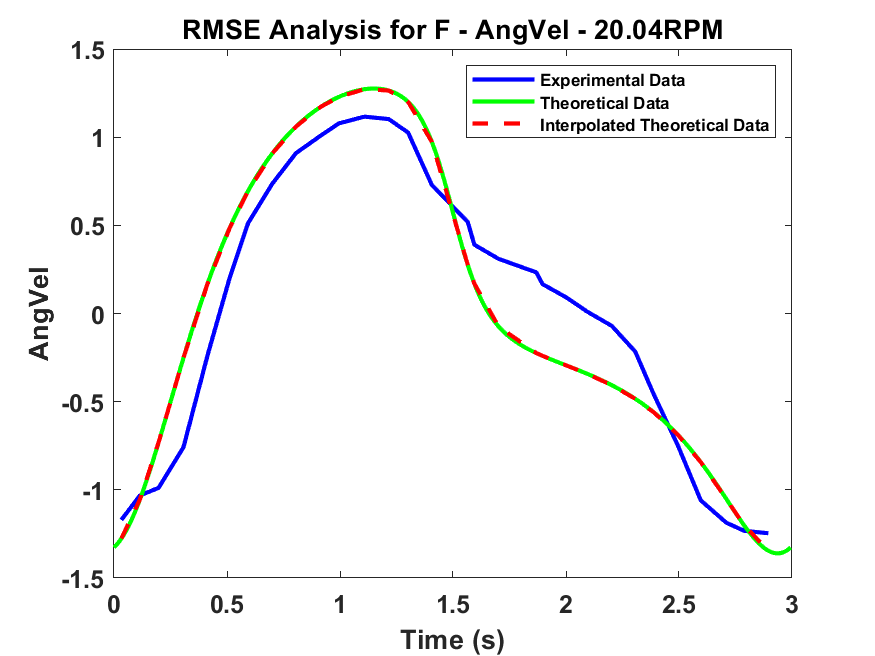 RMSE Analysis for F - AngVel - 20.04RPM
1.5
1
0.5
0
-0.5
-1
-1.5
Experimental Data
Theoretical Data
Interpolated Theoretical Data
AngVel
0 0.5 1 1.5 2 2.5 3
Time (s)